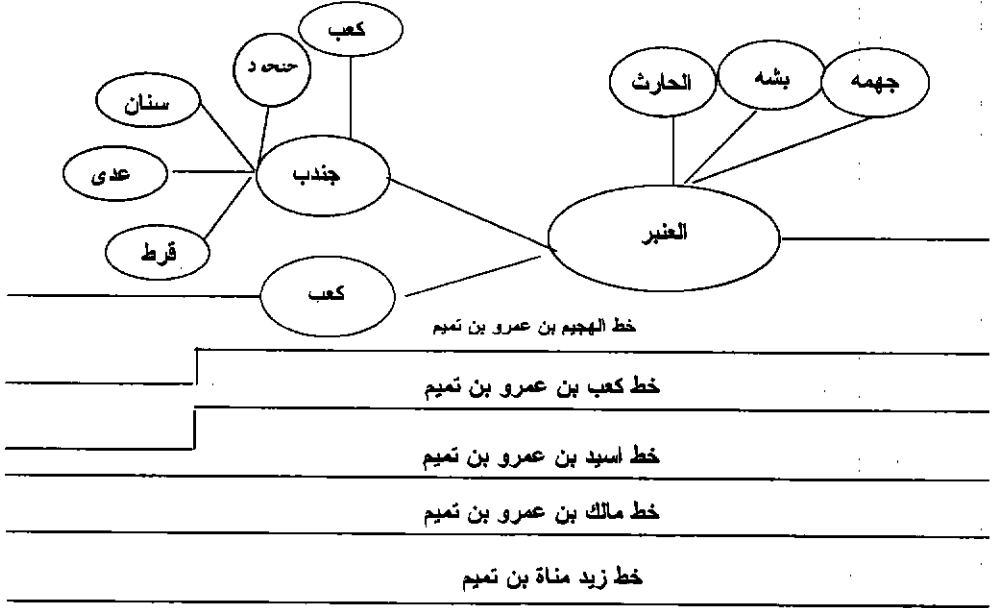 كعب
جهمه
بشه
الحارث
سنان
عدى
جندب
قرط
العنبر
كعب
خط الهجيم بن عمرو بن تميم
خط كعب بن عمرو بن تميم
خط اسيد بن عمرو بن تميم
خط مالك بن عمرو بن تميم
خط زيد مناة بن تميم